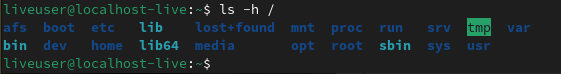 liveuser@localhost-live:~$ ls -h /
afs boot etc lib lost+found mnt proc run srv tmp var
bin dev home lib64 media opt root sbin sys usr
liveuser@localhost-live:~$